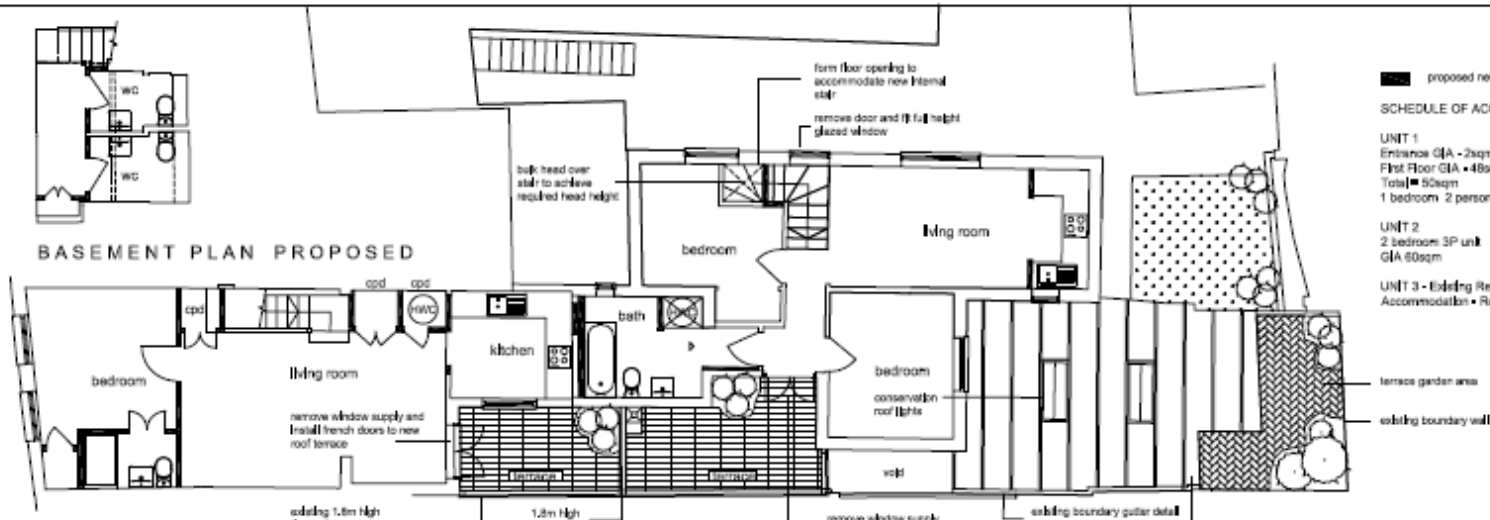 WC
WC
BASEMENT PLAN PROPOSED
form floor opening to
accommodate new internal
stair
remove door and fit full height
glazed window
bulk head over
stair to achieve
required head height
bedroom
living room
proposed
SCHEDULE OF
UNIT 1
Entrance GIA - 2sqm
First Floor GIA - 48
Total = 50sqm
1 bedroom 2 person
UNIT 2
2 bedroom 3P unit
GIA 60sqm
UNIT 3 - Existing
Accommodation -
cpd
cpd
cpd
HWC
bath
kitchen
living room
bedroom
bedroom
conservation
roof lights
remove window supply and
install french doors to new
roof terrace
terrace
terrace
void
terrace garden area
existing boundary wall
existing 1.8m high
1.8m high
remove window supply
existing boundary gutter detail